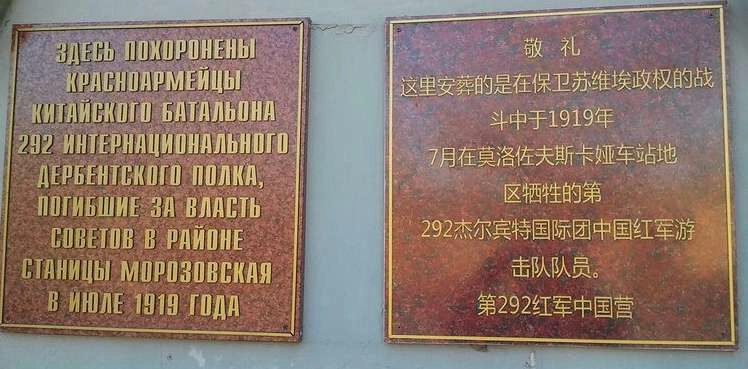 ЗДЕСЬ ПОХОРОНЕНЫ
КРАСНОАРМЕЙЦЫ
КИТАЙСКОГО БАТАЛЬОНА
292 ИНТЕРНАЦИОНАЛЬНОГО
ДЕРБЕНТСКОГО ПОЛКА,
ПОГИБШИЕ ЗА ВЛАСТЬ
СОВЕТОВ В РАЙОНЕ
СТАНИЦЫ МОРОЗОВСКАЯ
В ИЮЛЕ 1919 ГОДА
敬 礼
这里安葬的是在保卫苏维埃政权的战
斗中于1919年
7月在莫洛佐夫斯卡娅车站地
区牺牲的第
292杰尔宾特国际团中国红军游
击队队员。
第292红军中国营